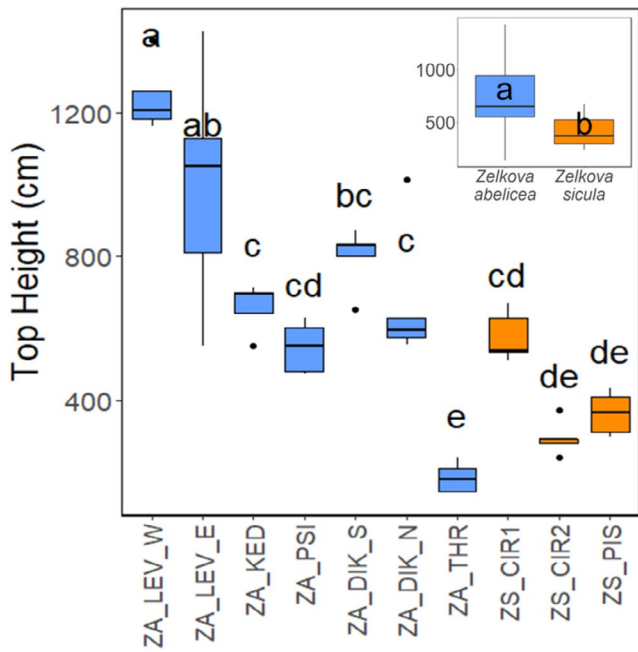 Top Height (cm)
1200
800
400
a
ab
c
cd
bc
c
e
cd
de
de
1000
500
a
b
Zelkova abelicea
Zelkova sicula
ZA_LEV_W
ZA_LEV_E
ZA_KED
ZA_PSI
ZA_DIK_S
ZA_DIK_N
ZA_THR
ZS_CIR1
ZS_CIR2
ZS_PIS